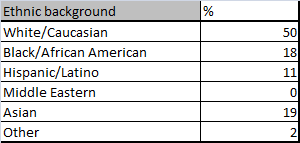 Ethnic background %
White/Caucasian 50
Black/African American 18
Hispanic/Latino 11
Middle Eastern 0
Asian 19
Other 2